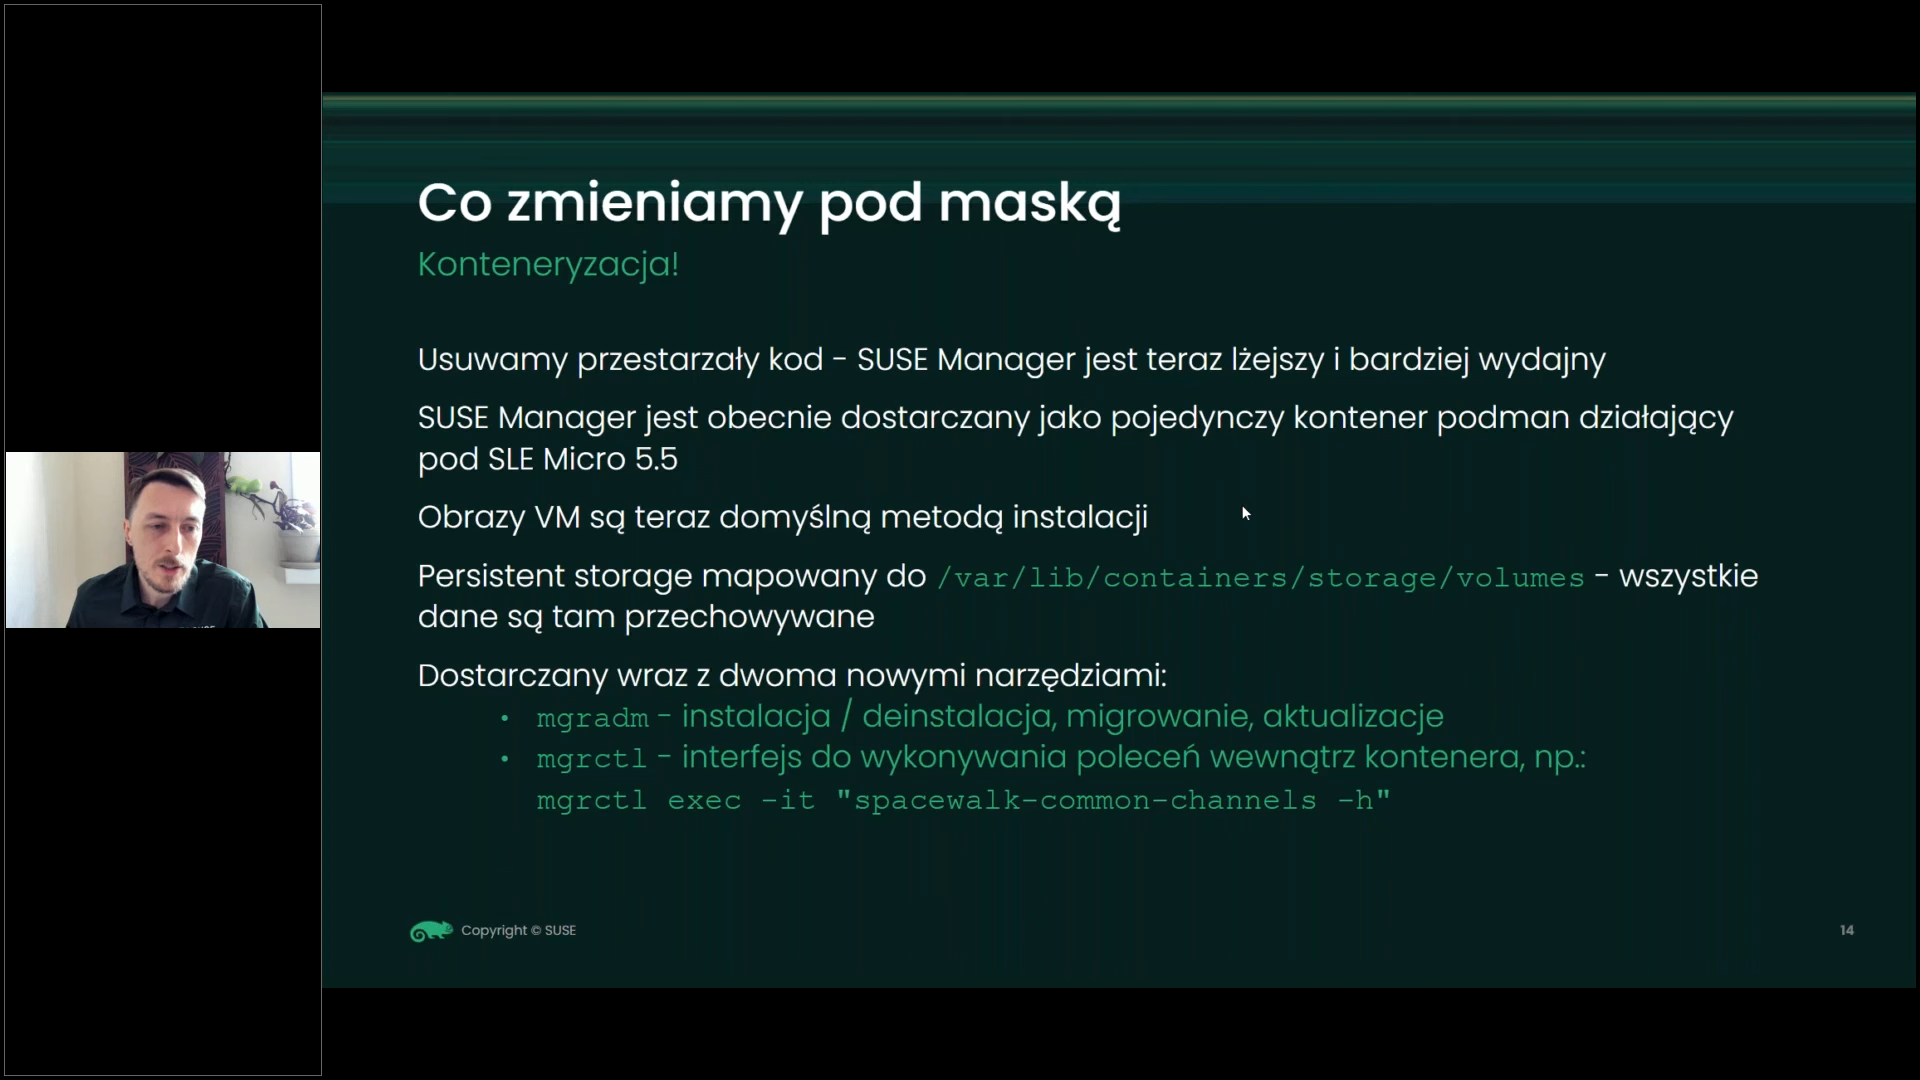 Co zmieniamy pod maską
Konteneryzacja!
Usuwamy przestarzały kod - SUSE Manager jest teraz lżejszy i bardziej wydajny
SUSE Manager jest obecnie dostarczany jako pojedynczy kontener podman działający
pod SLE Micro 5.5
Obrazy VM są teraz domyślną metodą instalacji
Persistent storage mapowany do /var/lib/containers/storage/volumes - wszystkie
dane są tam przechowywane
Dostarczany wraz z dwoma nowymi narzędziami:
• mgradm - instalacja / deinstalacja, migrowanie, aktualizacje
• mgrctl - interfejs do wykonywania poleceń wewnątrz kontenera, np.:
mgrctl exec -it "spacewalk-common-channels -h"
Copyright © SUSE
14